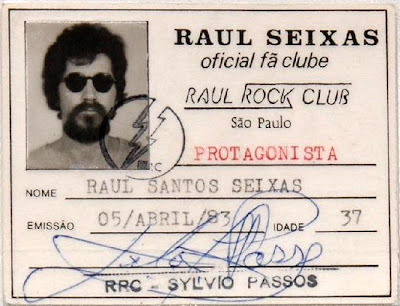 RAUL SEIXAS
oficial fã clube
RAUL ROCK CLUB
São Paulo
PROTAGONISTA
NOME RAUL SANTOS SEIXAS
EMISSÃO 05/ABRIL/83 IDADE 37
RRC - SYLVIO PASSOS